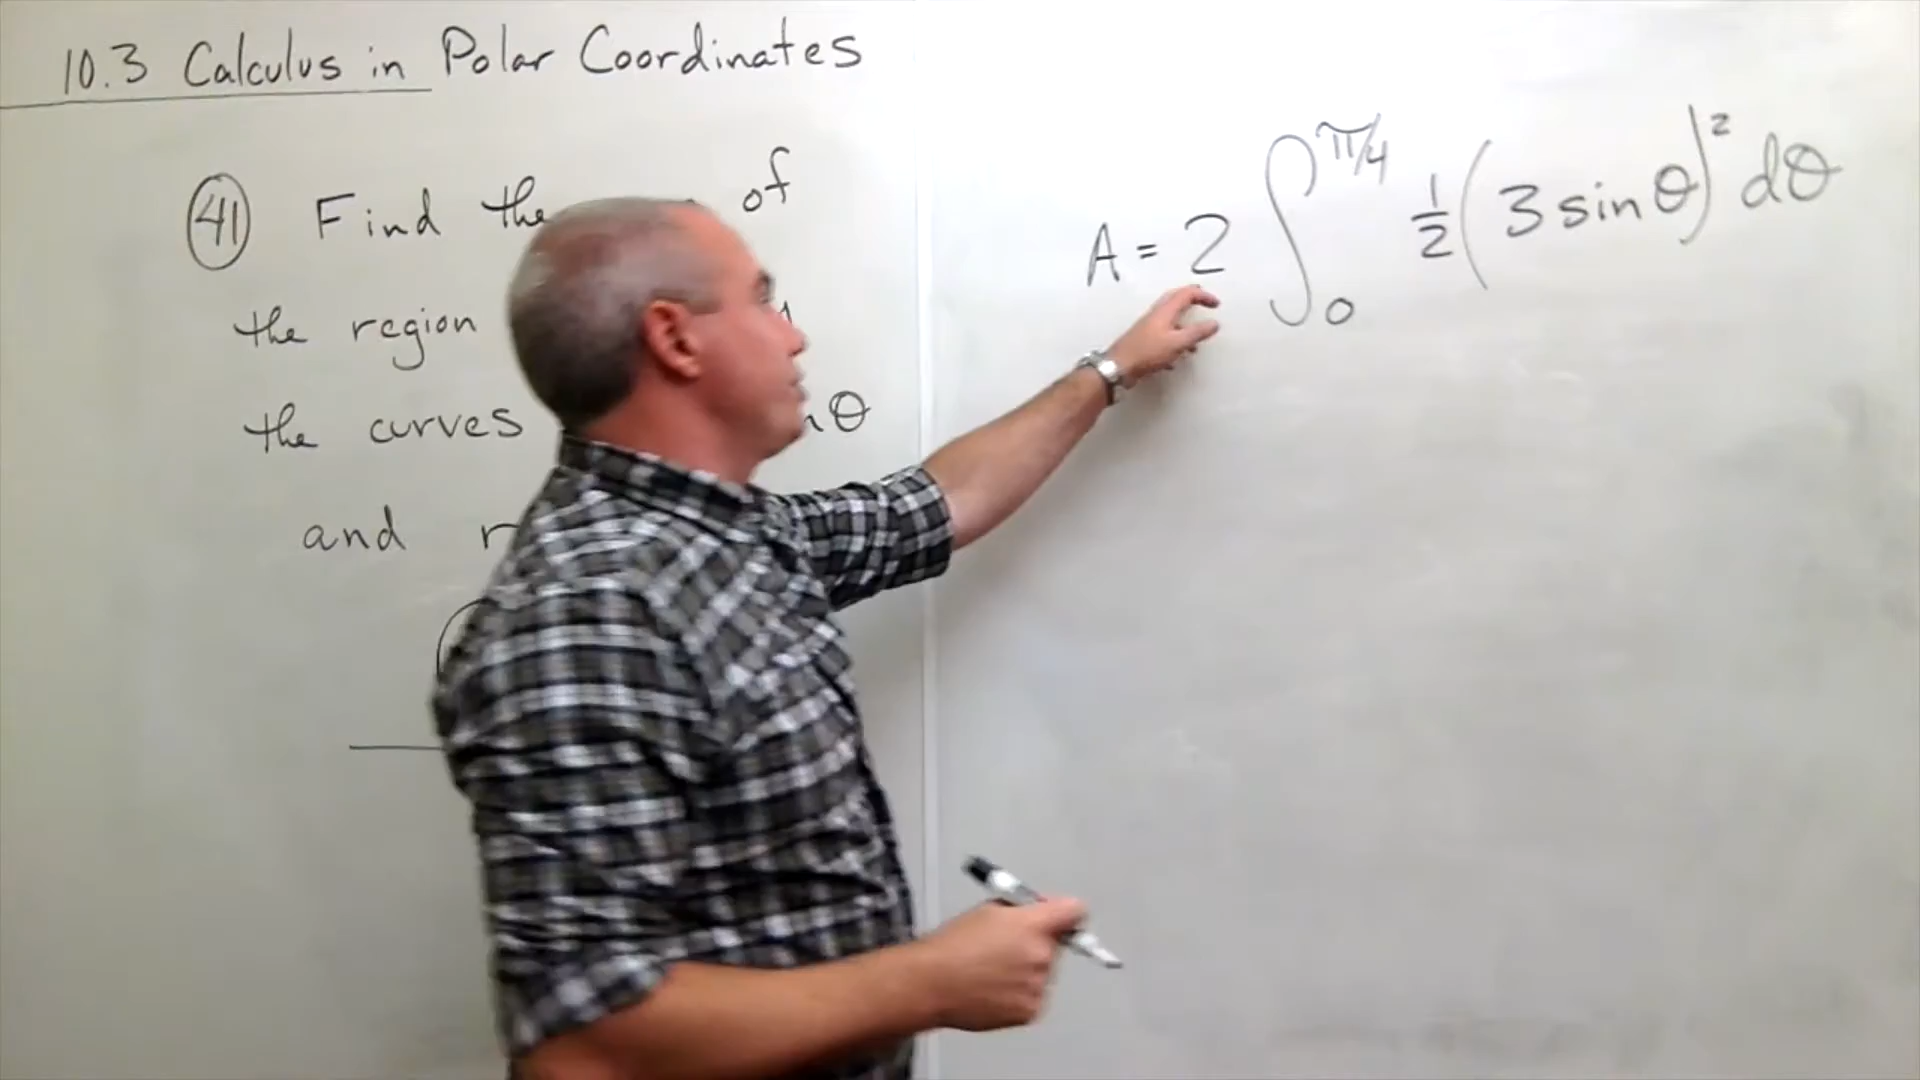 10.3 Calculus in Polar Coordinates
41 Find the of
the region
the curves θ
and r
A = 2 ∫₀^π/4 1/2 (3 sin θ)² dθ